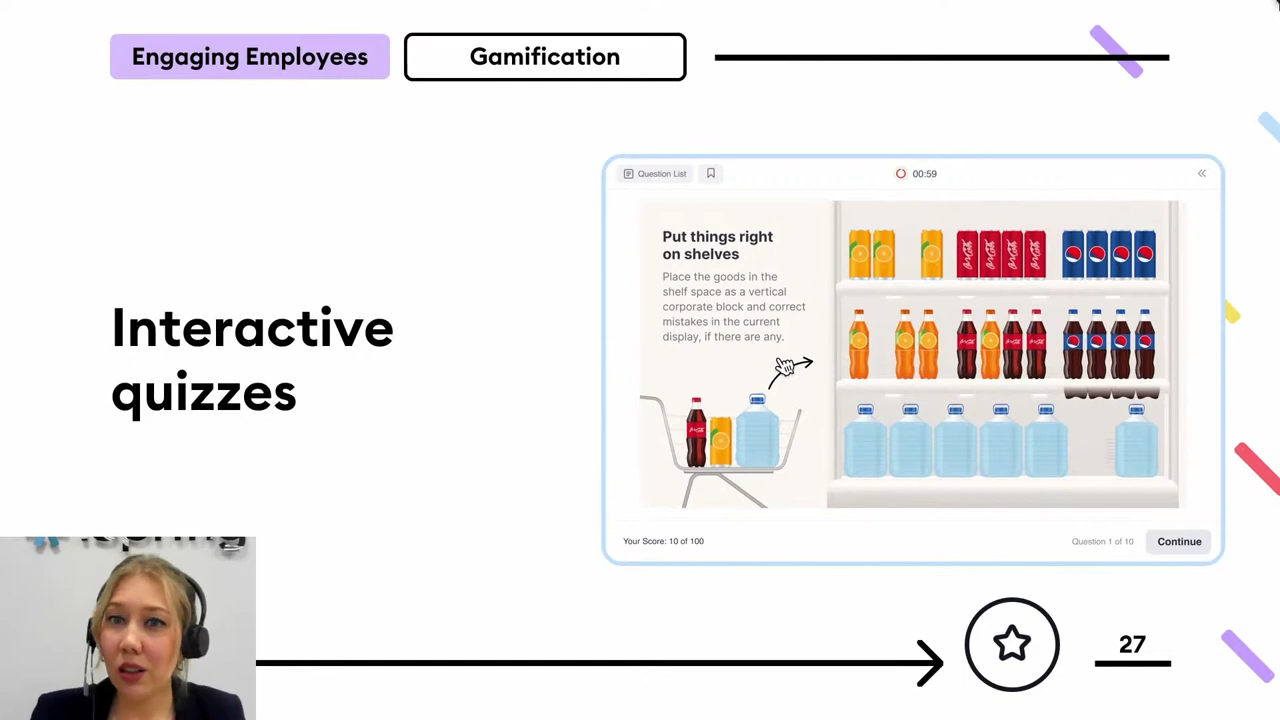 Engaging Employees
Gamification
Question List
00:59
Put things right
on shelves
Place the goods in the
shelf space as a vertical
corporate block and correct
mistakes in the current
display, if there are any.
Interactive
quizzes
Your Score: 10 of 100
Question 1 of 10
Continue
27